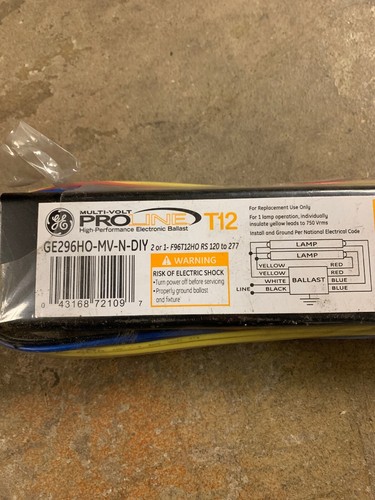 GE
MULTI-VOLT
PROLINE T12
High-Performance Electronic Ballast
GE296HO-MV-N-DIY 2 or 1- F96T12HO RS 120 to 277
0 43168 72109 7
WARNING
RISK OF ELECTRIC SHOCK
•Turn power off before servicing
•Properly ground ballast
and fixture
For Replacement Use Only
For 1 lamp operation, individually
insulate yellow leads to 750 Vrms
Install and Ground Per National Electrical Code
LAMP
LAMP
YELLOW RED
YELLOW RED
WHITE BALLAST BLUE
LINE BLACK BLUE